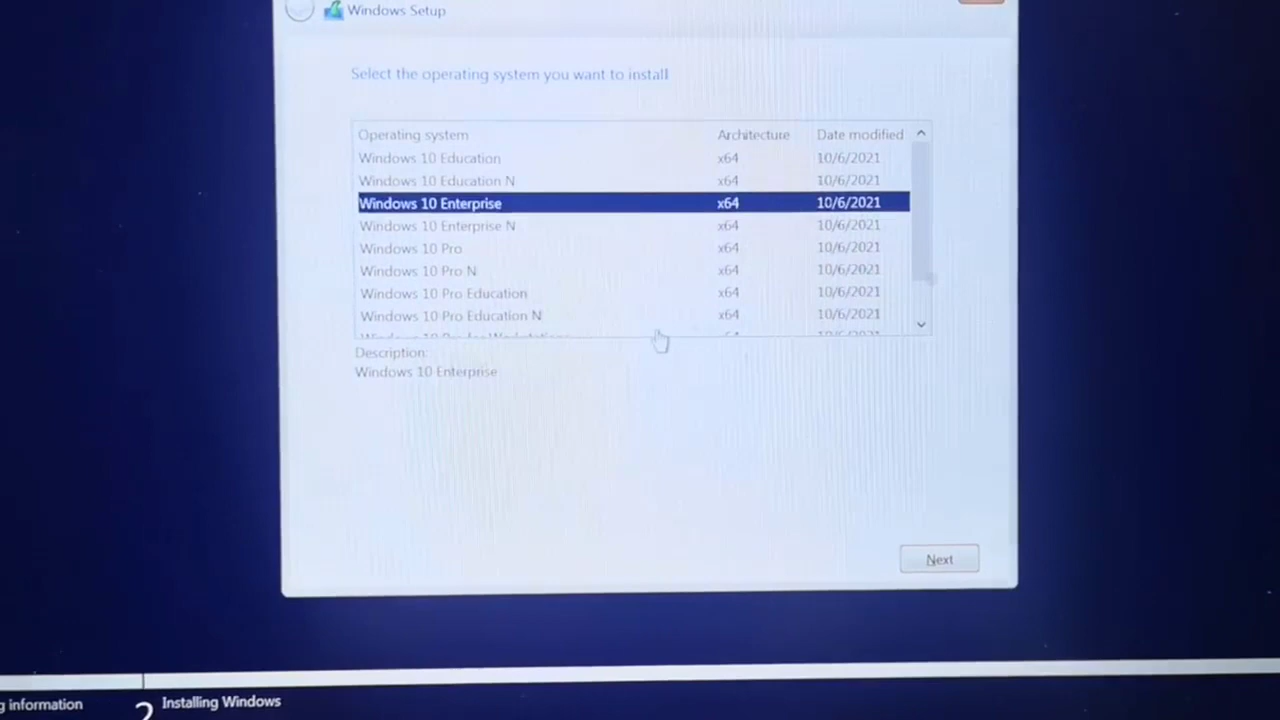 Windows Setup
Select the operating system you want to install
Operating system Architecture Date modified
Windows 10 Education x64 10/6/2021
Windows 10 Education N x64 10/6/2021
Windows 10 Enterprise x64 10/6/2021
Windows 10 Enterprise N x64 10/6/2021
Windows 10 Pro x64 10/6/2021
Windows 10 Pro N x64 10/6/2021
Windows 10 Pro Education x64 10/6/2021
Windows 10 Pro Education N x64 10/6/2021
Description:
Windows 10 Enterprise
Next
g information 2 Installing Windows